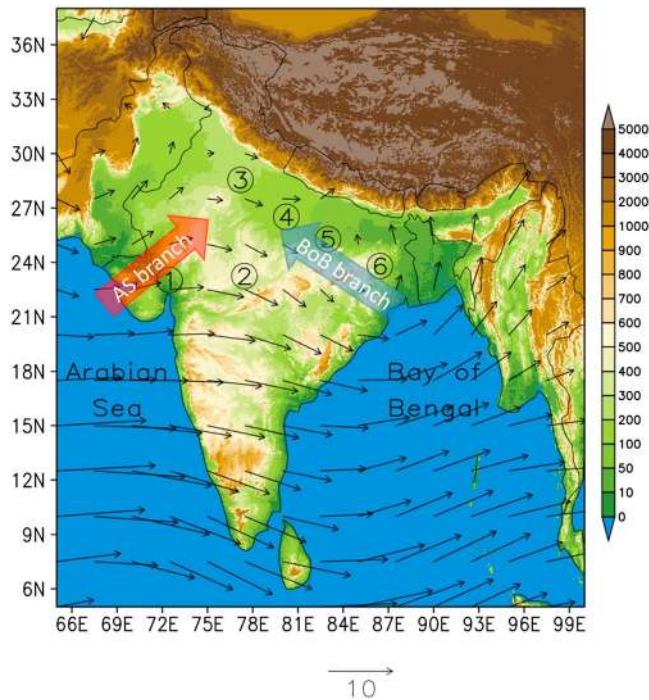 36N
33N
30N
27N
24N
21N
18N
15N
12N
9N
6N
③
④
⑤
⑥
①
②
AS branch
BoB branch
Arabian
Sea
Bay of
Bengal
66E 69E 72E 75E 78E 81E 84E 87E 90E 93E 96E 99E
5000
4000
3000
2000
1000
900
800
700
600
500
400
300
200
100
50
10
0
10